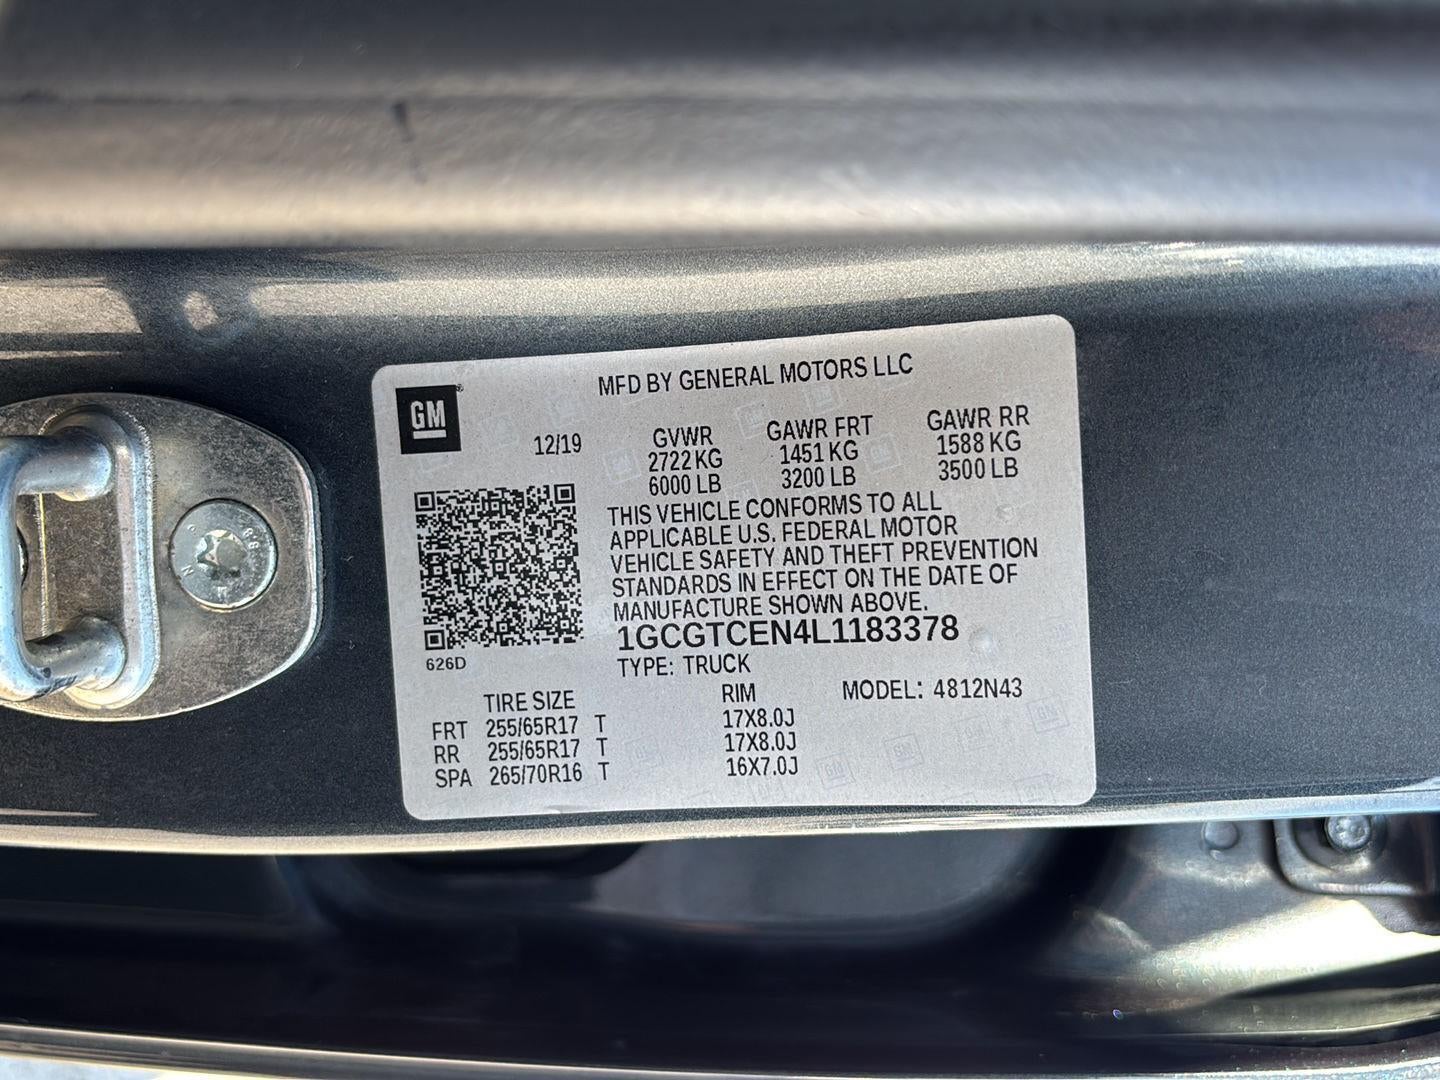 MFD BY GENERAL MOTORS LLC
GM®
12/19 GVWR GAWR FRT GAWR RR
2722 KG 1451 KG 1588 KG
6000 LB 3200 LB 3500 LB
THIS VEHICLE CONFORMS TO ALL
APPLICABLE U.S. FEDERAL MOTOR
VEHICLE SAFETY AND THEFT PREVENTION
STANDARDS IN EFFECT ON THE DATE OF
MANUFACTURE SHOWN ABOVE.
1GCGTCEN4L1183378
626D
TYPE: TRUCK
TIRE SIZE RIM MODEL: 4812N43
FRT 255/65R17 T 17X8.0J
RR 255/65R17 T 17X8.0J
SPA 265/70R16 T 16X7.0J